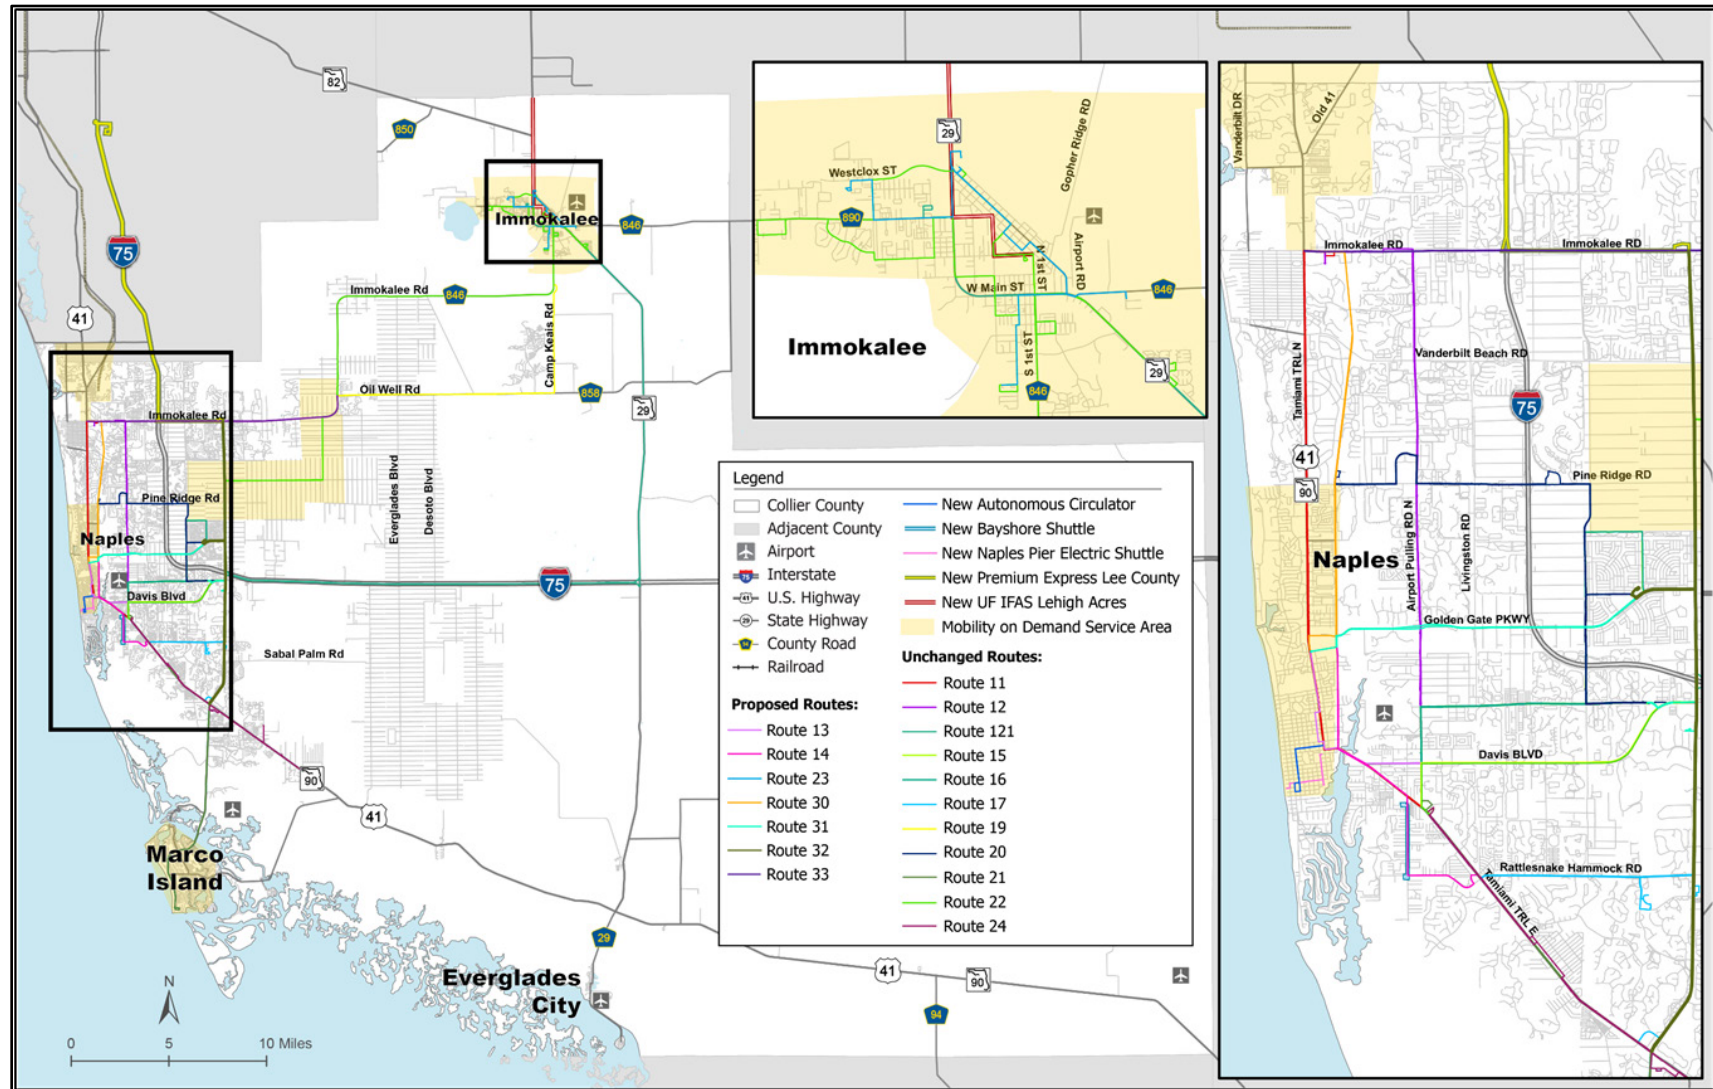 82
850
29
Gopher Ridge RD
Westclox ST
890
N 1st ST
Airport RD
W Main ST
846
Immokalee
S 1st ST
29
846
Vanderbilt DR
Old 41
Immokalee RD
Immokalee RD
Tamiami TRL N
Vanderbilt Beach RD
75
41
90
Pine Ridge RD
Airport Pulling RD N
Livingston RD
Naples
Golden Gate PKWY
Davis BLVD
Rattlesnake Hammock RD
Tamiami TRL E
75
Immokalee
846
41
Immokalee Rd
846
Camp Keais Rd
Oil Well Rd
858
29
Immokalee Rd
Pine Ridge Rd
Everglades Blvd
Desoto Blvd
Naples
75
Davis Blvd
Sabal Palm Rd
90
41
Marco
Island
29
Everglades
City
41
90
94
N
0 5 10 Miles
Legend
Collier County
Adjacent County
Airport
75 Interstate
41 U.S. Highway
29 State Highway
94 County Road
Railroad
Proposed Routes:
Route 13
Route 14
Route 23
Route 30
Route 31
Route 32
Route 33
New Autonomous Circulator
New Bayshore Shuttle
New Naples Pier Electric Shuttle
New Premium Express Lee County
New UF IFAS Lehigh Acres
Mobility on Demand Service Area
Unchanged Routes:
Route 11
Route 12
Route 121
Route 15
Route 16
Route 17
Route 19
Route 20
Route 21
Route 22
Route 24